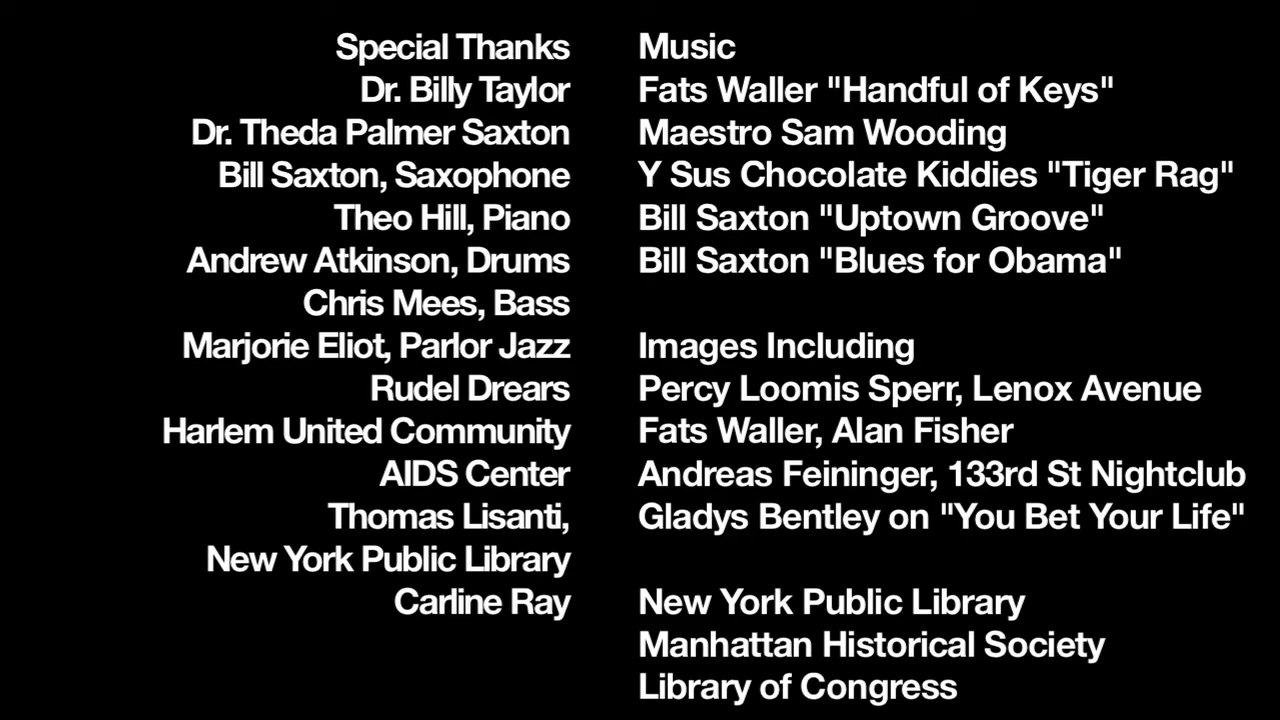 Special Thanks
Dr. Billy Taylor
Dr. Theda Palmer Saxton
Bill Saxton, Saxophone
Theo Hill, Piano
Andrew Atkinson, Drums
Chris Mees, Bass
Marjorie Eliot, Parlor Jazz
Rudel Drears
Harlem United Community
AIDS Center
Thomas Lisanti,
New York Public Library
Carline Ray
Music
Fats Waller "Handful of Keys"
Maestro Sam Wooding
Y Sus Chocolate Kiddies "Tiger Rag"
Bill Saxton "Uptown Groove"
Bill Saxton "Blues for Obama"
Images Including
Percy Loomis Sperr, Lenox Avenue
Fats Waller, Alan Fisher
Andreas Feininger, 133rd St Nightclub
Gladys Bentley on "You Bet Your Life"
New York Public Library
Manhattan Historical Society
Library of Congress